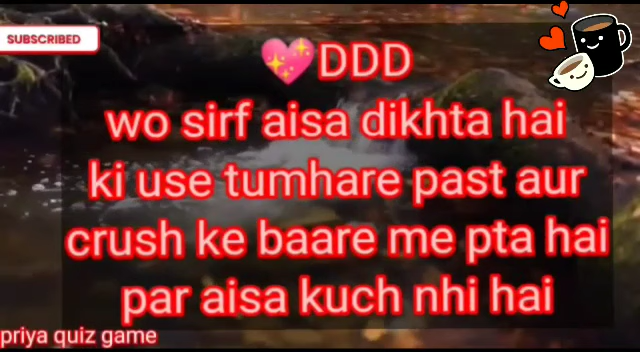 SUBSCRIBED
💖DDD
wo sirf aisa dikhta hai
ki use tumhare past aur
crush ke baare me pta hai
par aisa kuch nhi hai
priya quiz game